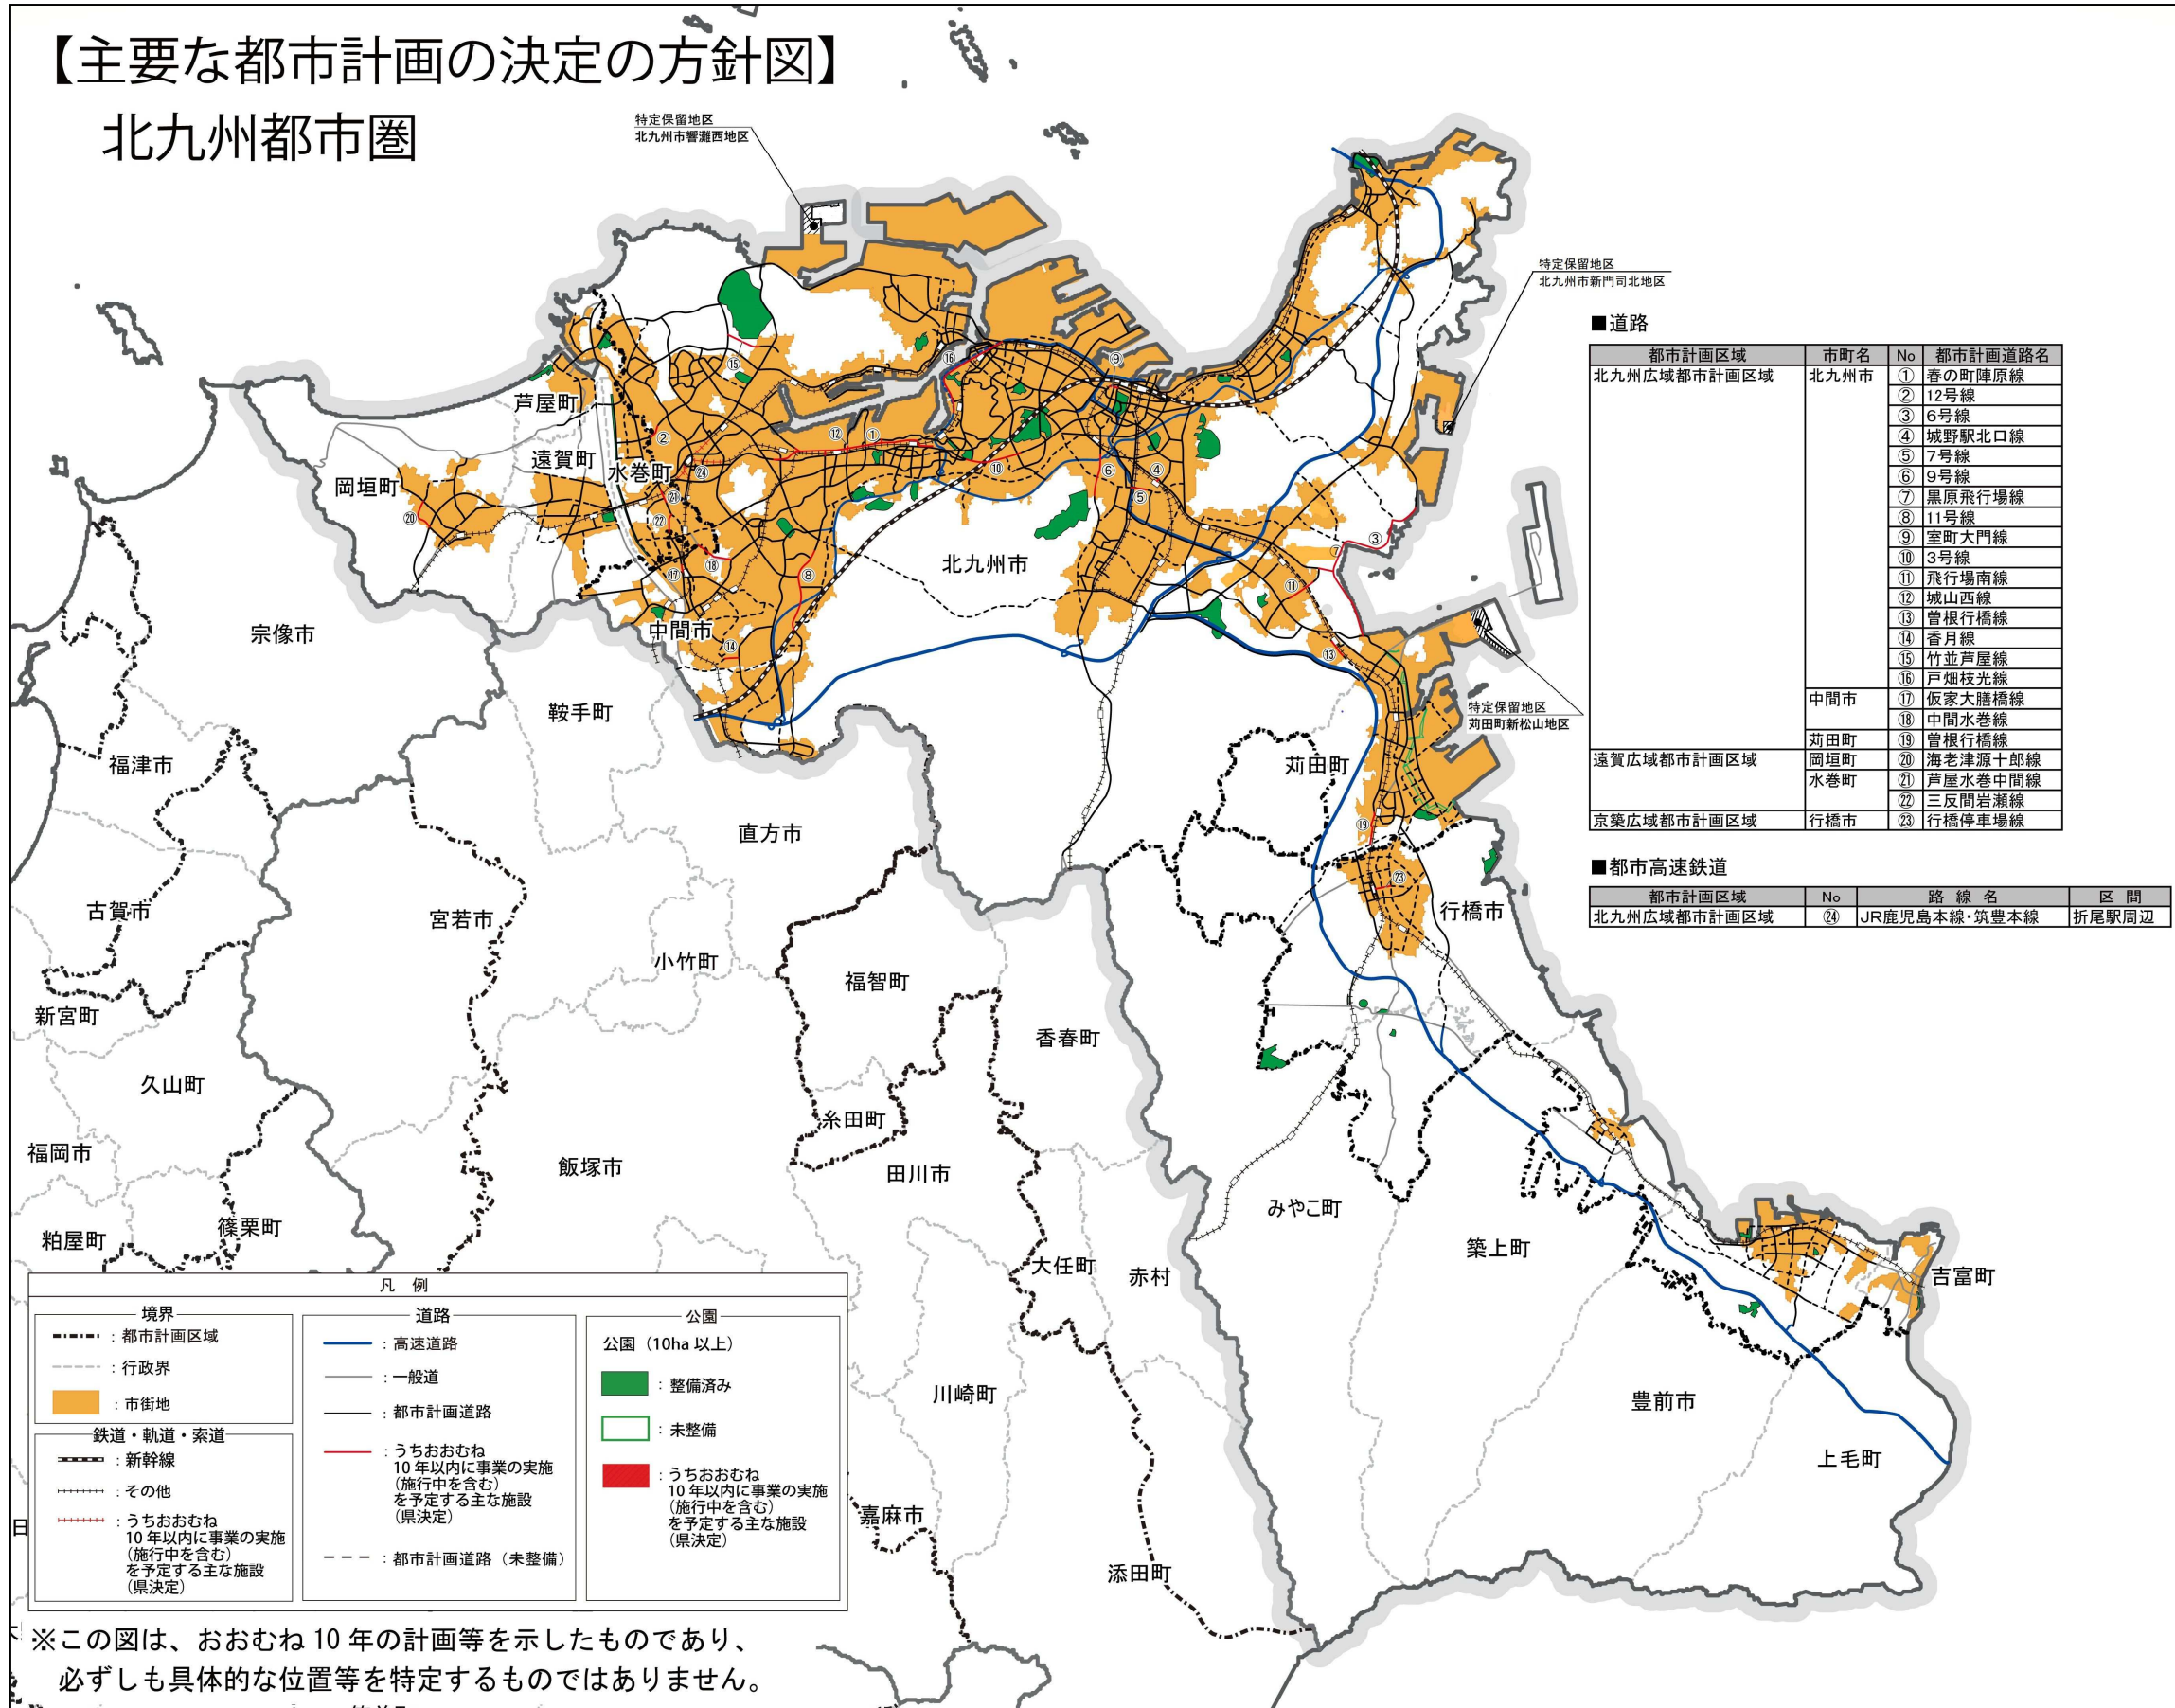 【主要な都市計画の決定の方針図】
北九州都市圏
特定保留地区
北九州市響灘西地区
特定保留地区
北九州市新門司北地区
特定保留地区
苅田町新松山地区
■道路
都市計画区域 市町名 No 都市計画道路名
北九州広域都市計画区域 北九州市 ① 春の町陣原線
② 12号線
③ 6号線
④ 城野駅北口線
⑤ 7号線
⑥ 9号線
⑦ 黒原飛行場線
⑧ 11号線
⑨ 室町大門線
⑩ 3号線
⑪ 飛行場南線
⑫ 城山西線
⑬ 曽根行橋線
⑭ 香月線
⑮ 竹並芦屋線
⑯ 戸畑枝光線
中間市 ⑰ 仮家大膳橋線
⑱ 中間水巻線
苅田町 ⑲ 曽根行橋線
遠賀広域都市計画区域 岡垣町 ⑳ 海老津源十郎線
水巻町 ㉑ 芦屋水巻中間線
㉒ 三反間岩瀬線
京築広域都市計画区域 行橋市 ㉓ 行橋停車場線
■都市高速鉄道
都市計画区域 No 路線名 区間
北九州広域都市計画区域 ㉔ JR鹿児島本線・筑豊本線 折尾駅周辺
⑯
⑨
⑮
芦屋町
②
⑫
①
遠賀町
水巻町
㉔
⑩
⑥
④
岡垣町
㉑
⑤
⑳
㉒
③
⑦
⑱
⑰
⑧
北九州市
⑪
宗像市
中間市
⑭
⑬
鞍手町
福津市
苅田町
直方市
⑲
㉓
古賀市
宮若市
行橋市
小竹町
福智町
新宮町
香春町
久山町
糸田町
福岡市
飯塚市
田川市
みやこ町
粕屋町
篠栗町
築上町
大任町
赤村
吉富町
川崎町
豊前市
上毛町
嘉麻市
添田町
日
凡 例
境界
：都市計画区域
：行政界
：市街地
鉄道・軌道・索道
：新幹線
：その他
：うちおおむね
10年以内に事業の実施
（施行中を含む）
を予定する主な施設
（県決定）
道路
：高速道路
：一般道
：都市計画道路
：うちおおむね
10年以内に事業の実施
（施行中を含む）
を予定する主な施設
（県決定）
：都市計画道路（未整備）
公園
公園（10ha 以上）
：整備済み
：未整備
：うちおおむね
10年以内に事業の実施
（施行中を含む）
を予定する主な施設
（県決定）
※この図は、おおむね 10 年の計画等を示したものであり、
必ずしも具体的な位置等を特定するものではありません。